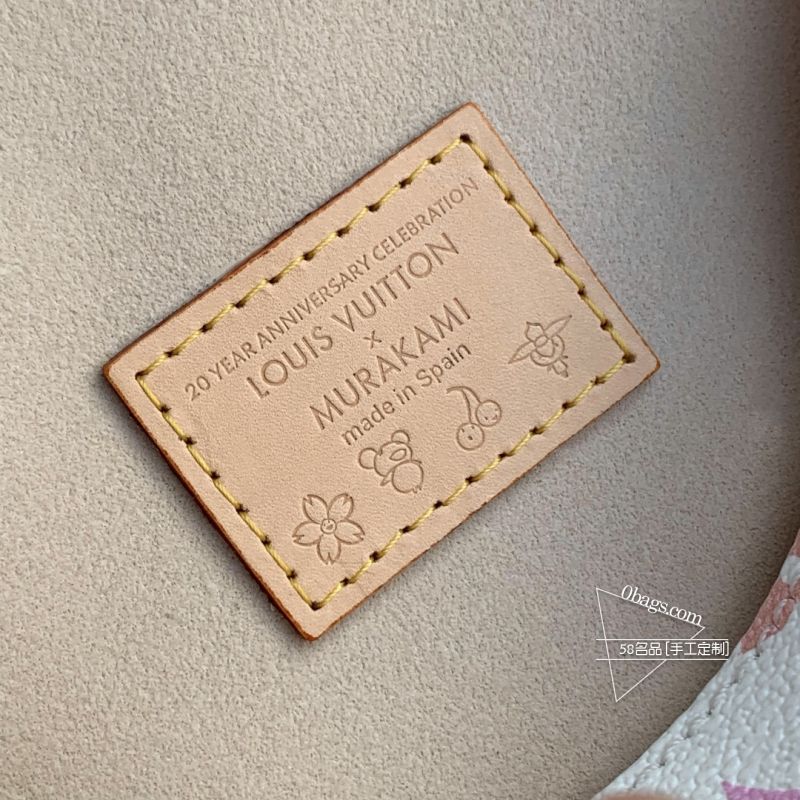 20 YEAR ANNIVERSARY CELEBRATION
LOUIS VUITTON
x
MURAKAMI
made in Spain
0bags.com
58名品[手工定制]